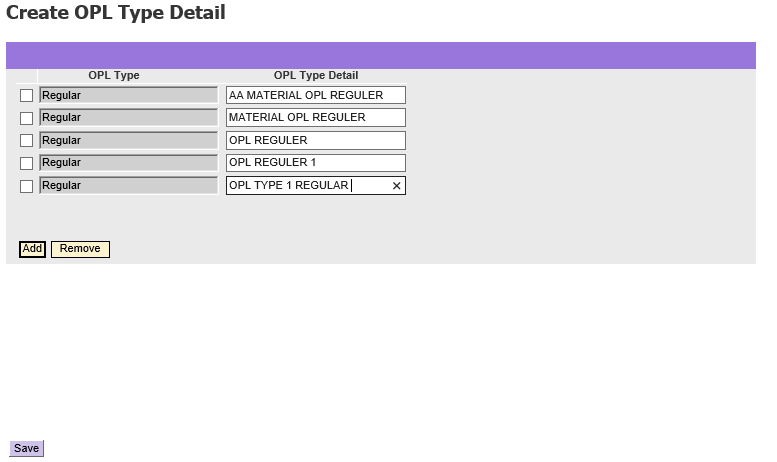 Create OPL Type Detail
OPL Type OPL Type Detail
Regular AA MATERIAL OPL REGULER
Regular MATERIAL OPL REGULER
Regular OPL REGULER
Regular OPL REGULER 1
Regular OPL TYPE 1 REGULAR
Add Remove
Save